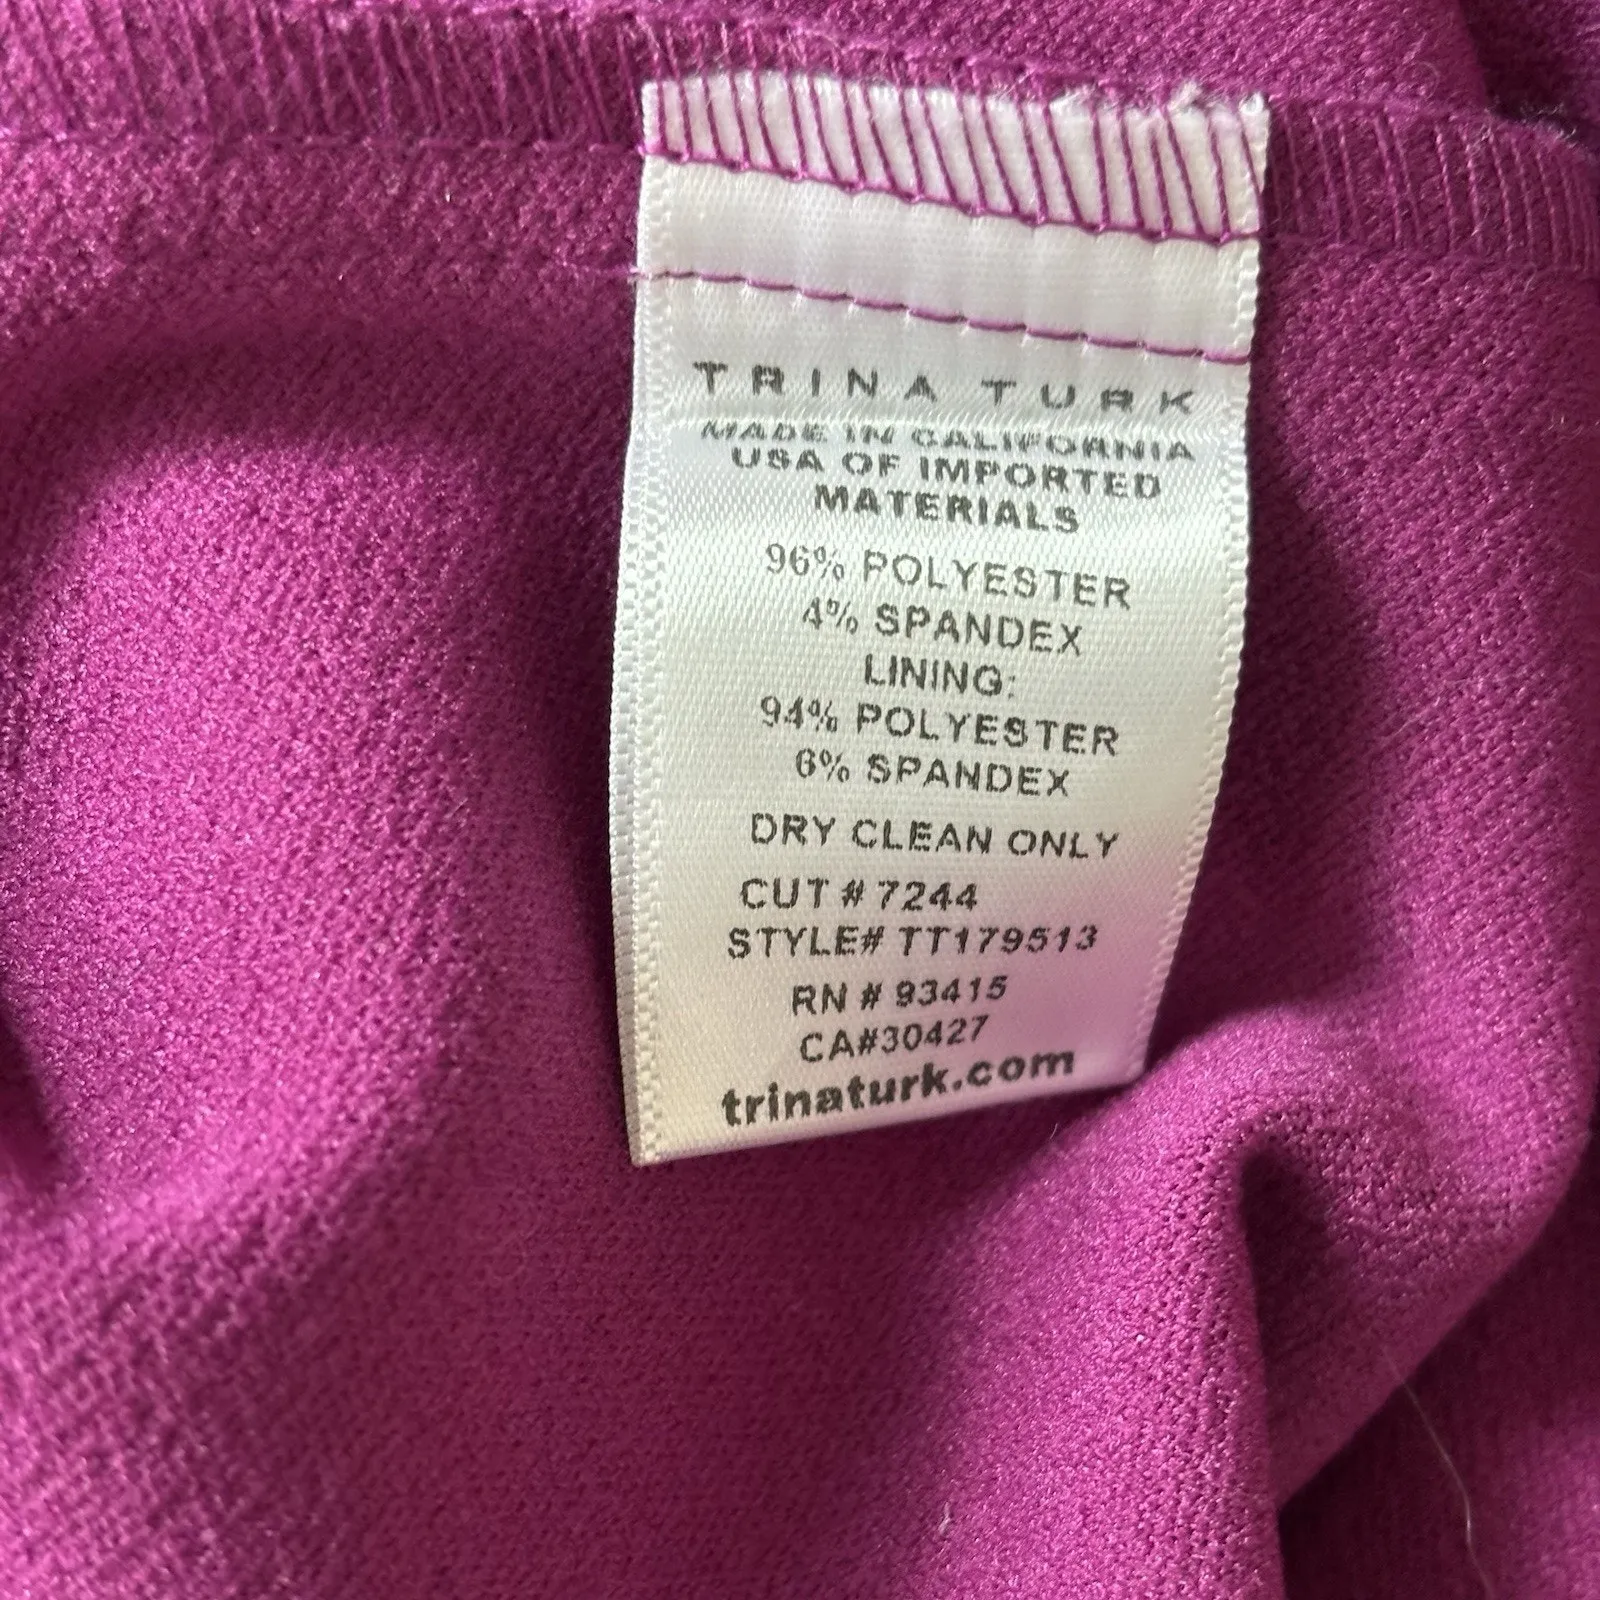 TRINA TURK
MADE IN CALIFORNIA
USA OF IMPORTED
MATERIALS
96% POLYESTER
4% SPANDEX
LINING:
94% POLYESTER
6% SPANDEX
DRY CLEAN ONLY
CUT # 7244
STYLE# TT179513
RN # 93415
CA#30427
trinaturk.com